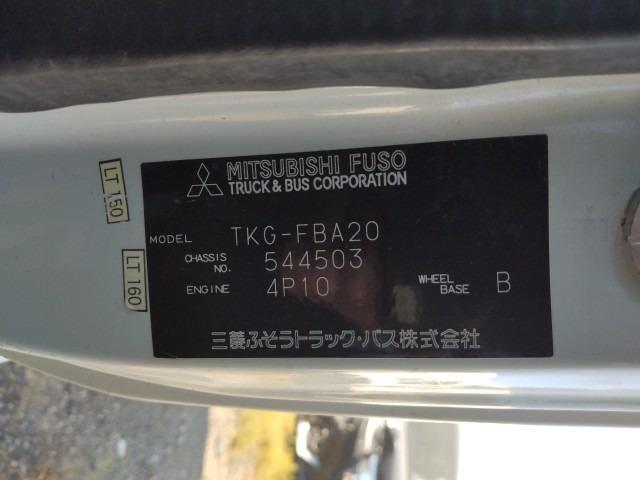 MITSUBISHI FUSO
TRUCK & BUS CORPORATION
MODEL TKG-FBA20
CHASSIS NO. 544503
ENGINE 4P10 WHEEL BASE B
三菱ふそうトラック・バス株式会社
LT 150
LT 160